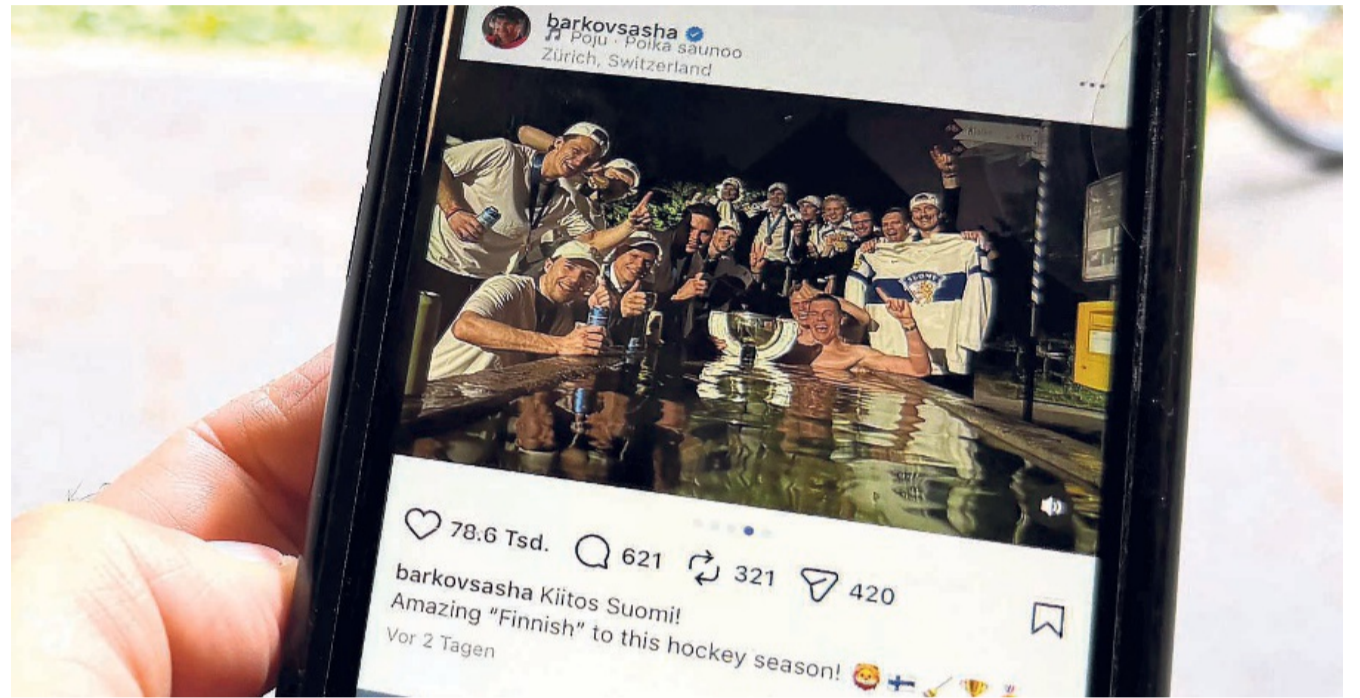 barkovsasha
Poju · Poika saunoo
Zürich, Switzerland
SUOMI
78.6 Tsd.
621
321
420
barkovsasha Kiitos Suomi!
Amazing “Finnish” to this hockey season!
Vor 2 Tagen